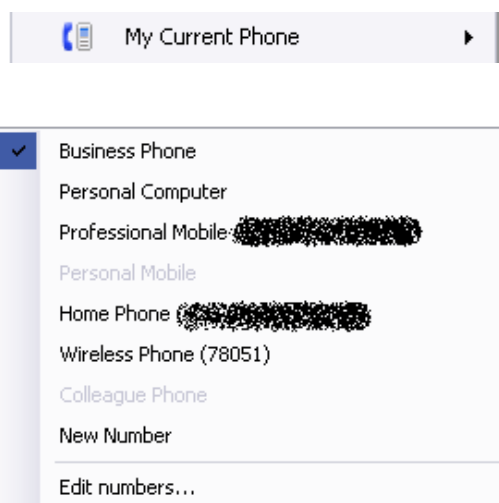 My Current Phone
Business Phone
Personal Computer
Professional Mobile
Personal Mobile
Home Phone
Wireless Phone (78051)
Colleague Phone
New Number
Edit numbers...